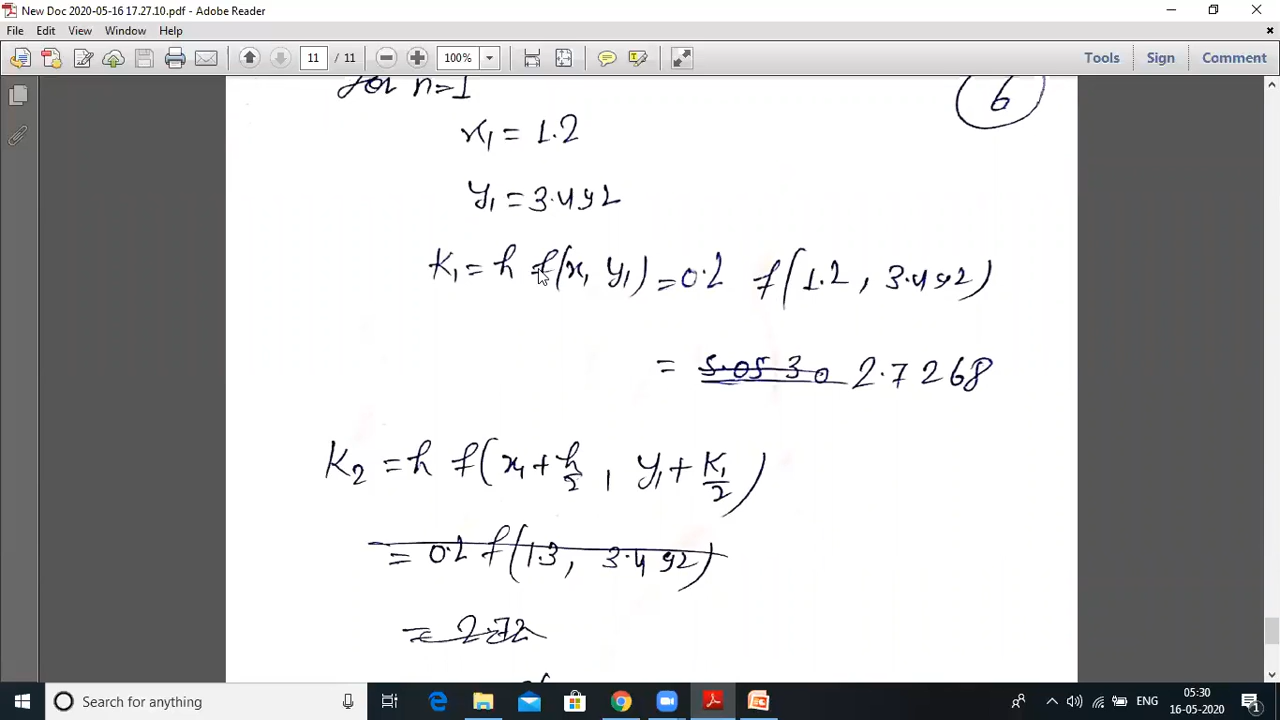 New Doc 2020-05-16 17.27.10.pdf - Adobe Reader
File Edit View Window Help
11 / 11 100% Tools Sign Comment
for n=1
6
x₁ = 1.2
y₁ = 3.492
K₁ = h f(x₁ y₁) = 0.2 f(1.2, 3.492)
= 5.0530 2.7268
K₂ = h f(x₁ + h/2, y₁ + K₁/2)
= 0.2 f(1.3, 3.492)
= 2.72
Search for anything
ENG 05:30
16-05-2020